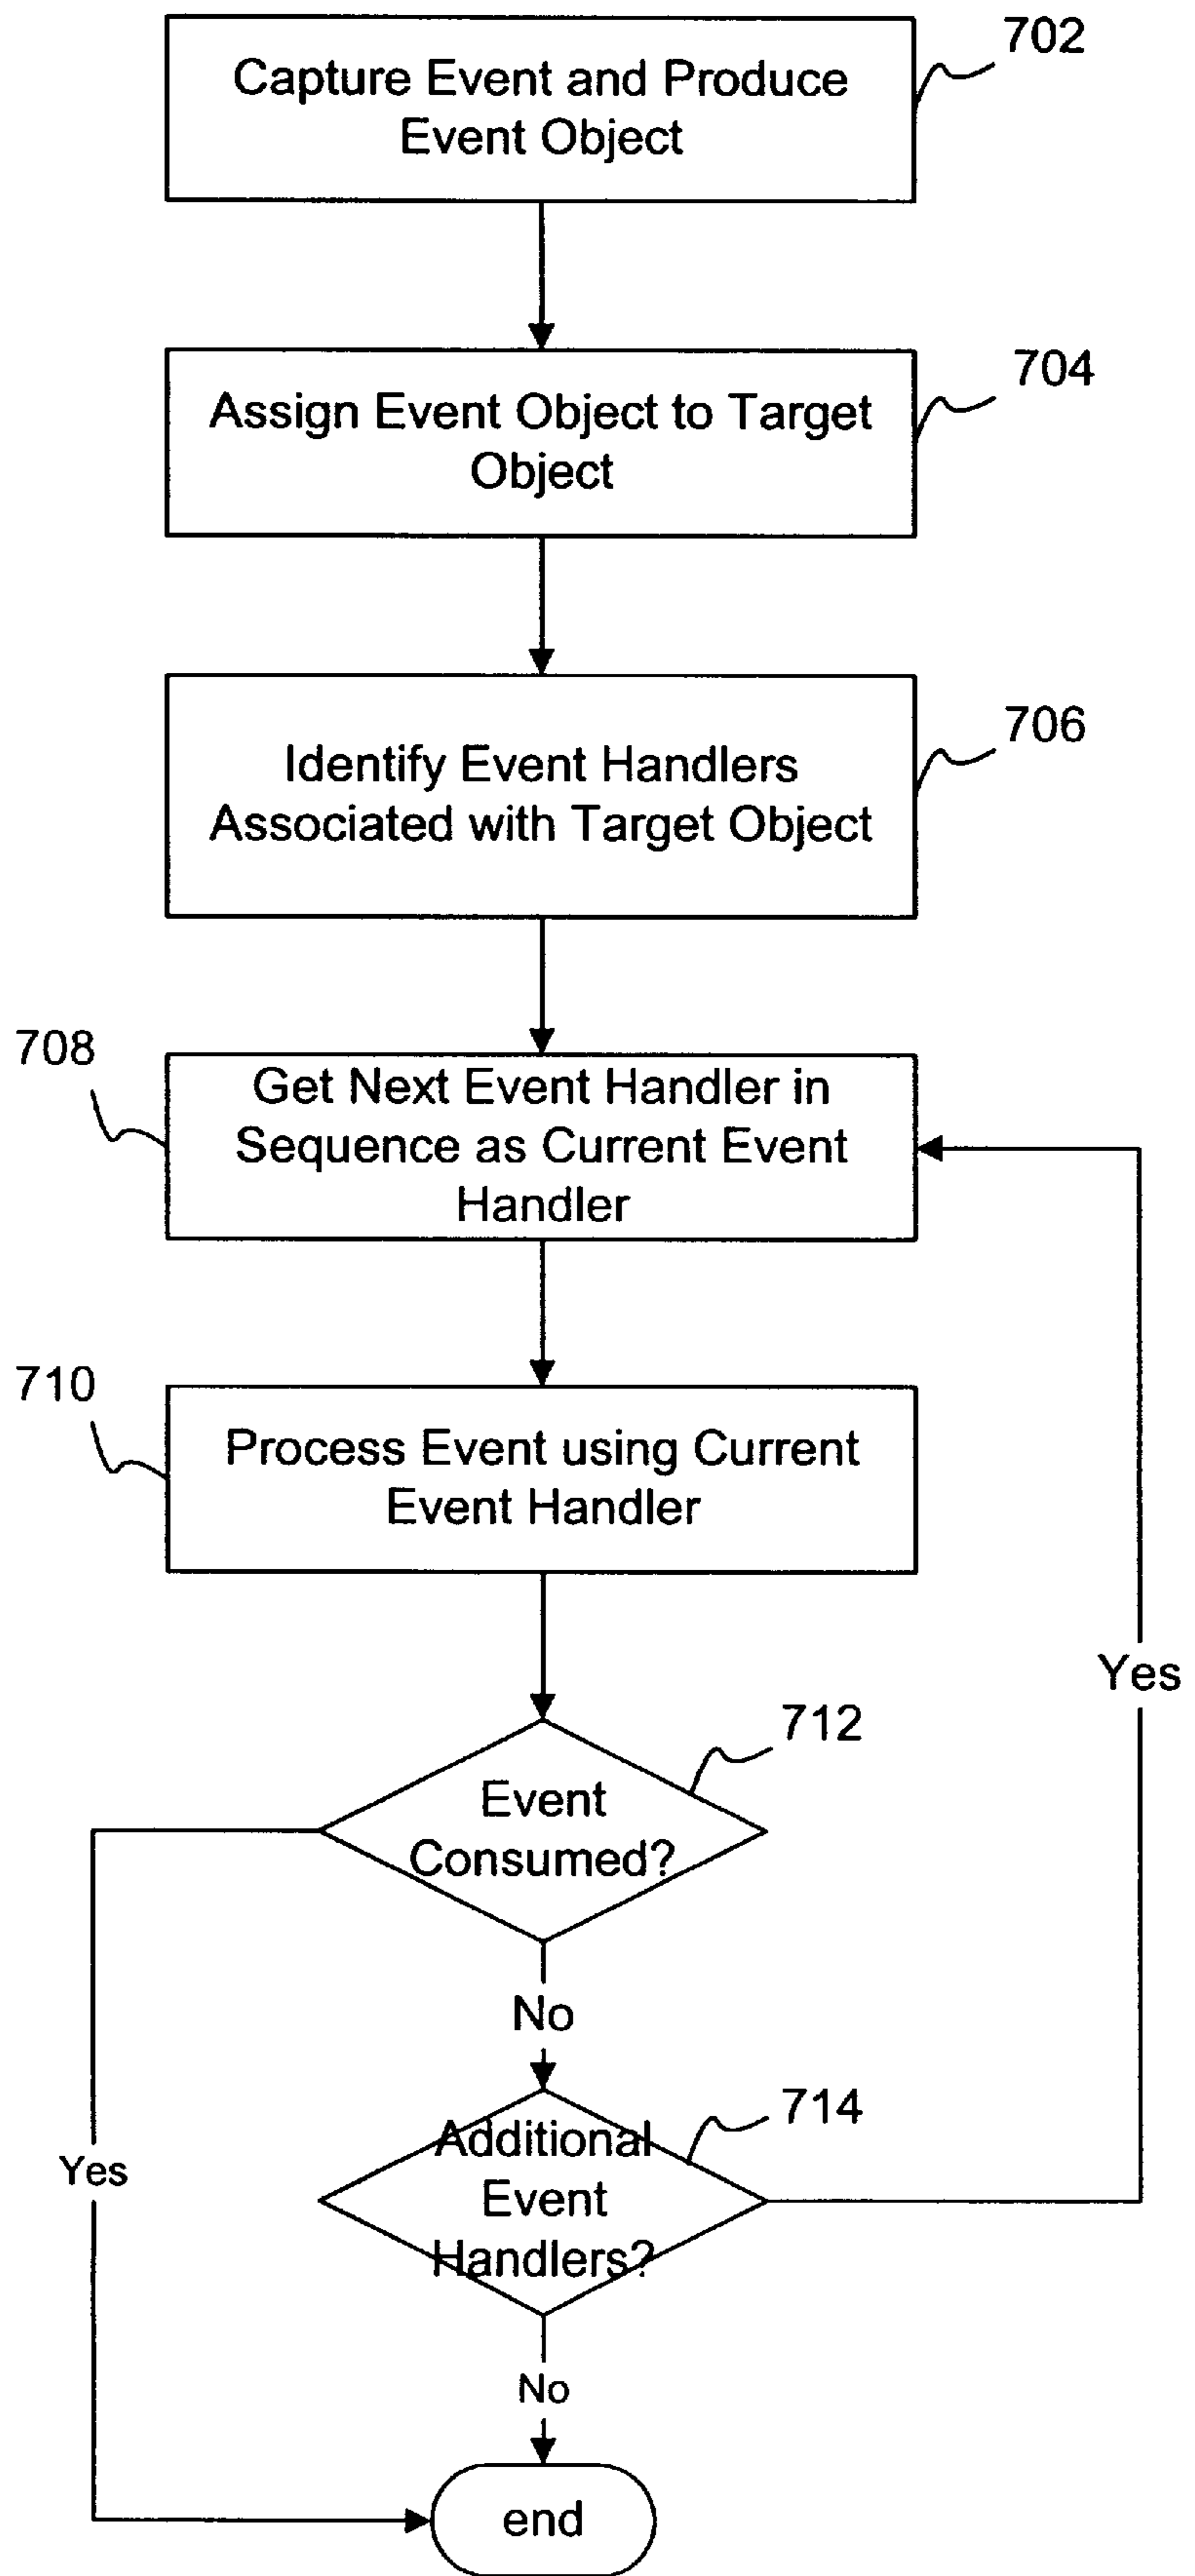 702
Capture Event and Produce
Event Object
704
Assign Event Object to Target
Object
706
Identify Event Handlers
Associated with Target Object
708
Get Next Event Handler in
Sequence as Current Event
Handler
710
Process Event using Current
Event Handler
Yes
712
Event
Consumed?
No
714
Additional
Event
Handlers?
Yes
No
end